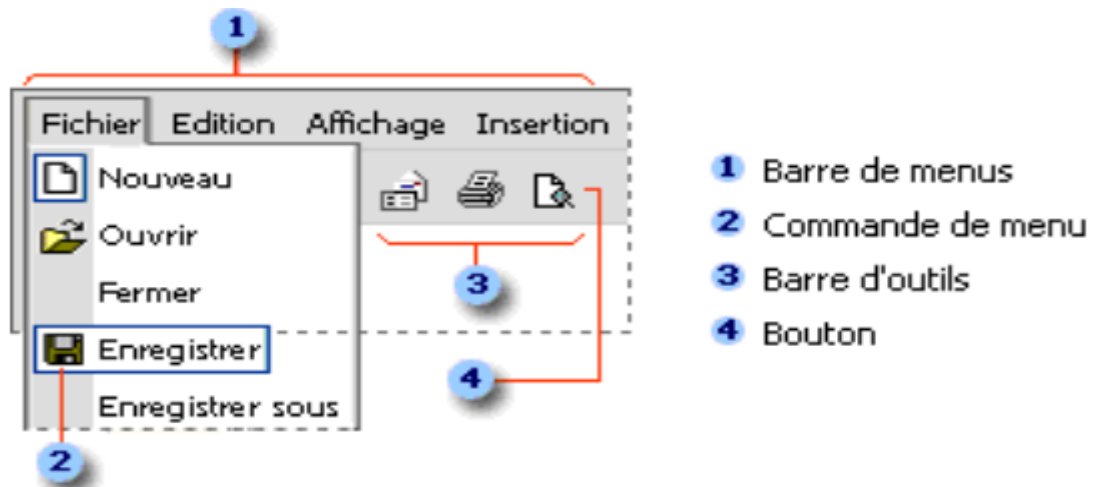 1
Fichier Edition Affichage Insertion
Nouveau
Ouvrir
Fermer
Enregistrer
Enregistrer sous
3
4
2
1 Barre de menus
2 Commande de menu
3 Barre d'outils
4 Bouton